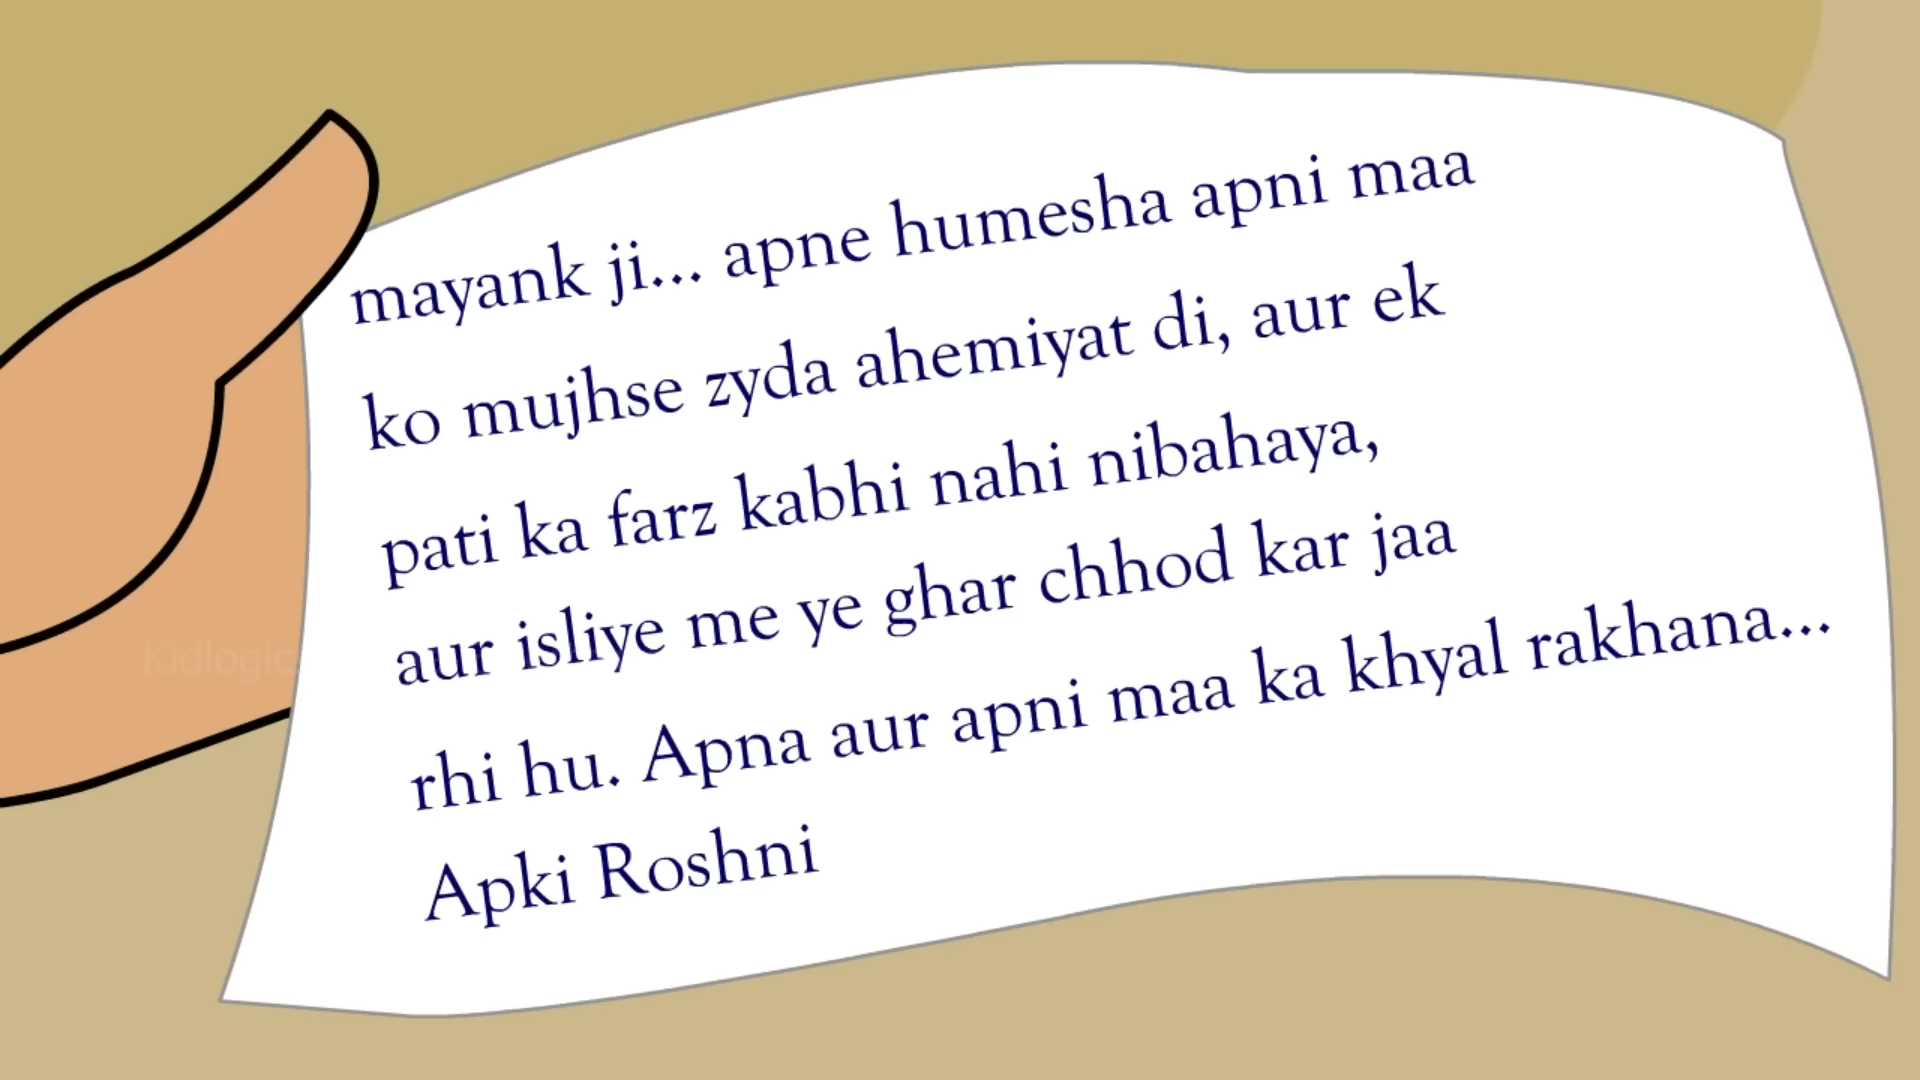 mayank ji... apne humesha apni maa
ko mujhse zyda ahemiyat di, aur ek
pati ka farz kabhi nahi nibahaya,
aur isliye me ye ghar chhod kar jaa
rhi hu. Apna aur apni maa ka khyal rakhana...
Apki Roshni
Kidlogic